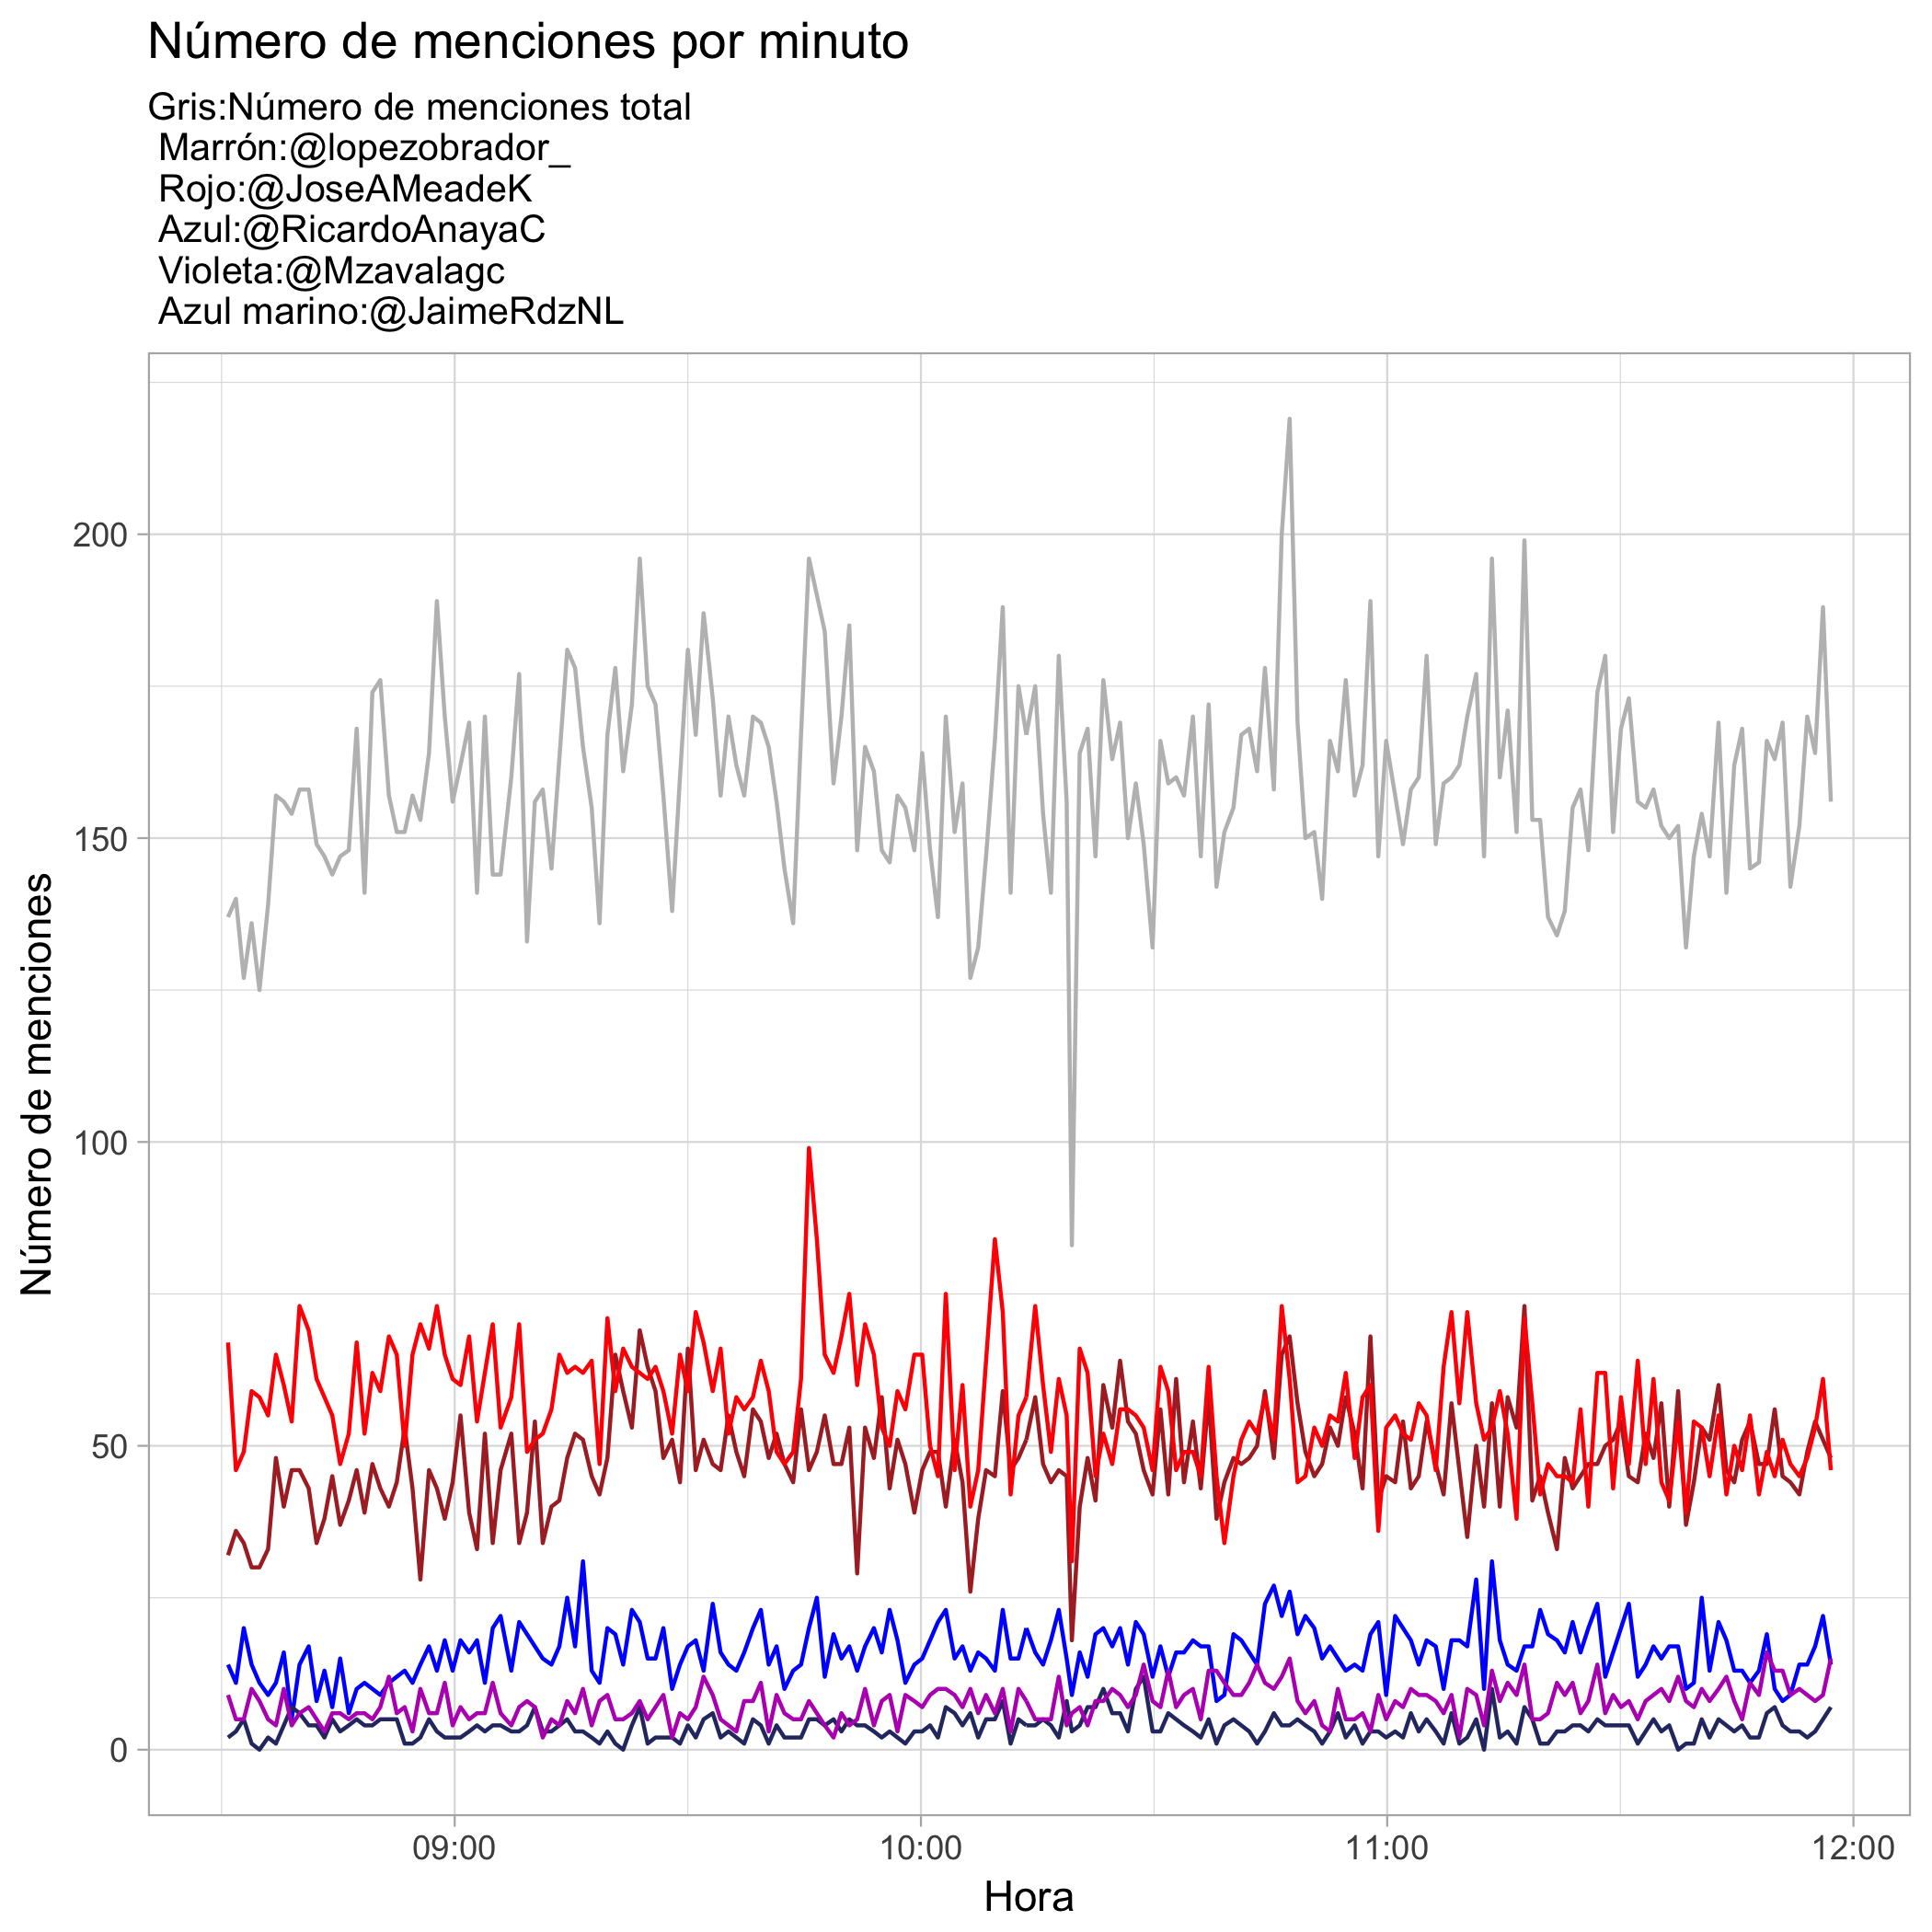 Número de menciones por minuto
Gris:Número de menciones total
Marrón:@lopezobrador_
Rojo:@JoseAMeadeK
Azul:@RicardoAnayaC
Violeta:@Mzavalagc
Azul marino:@JaimeRdzNL
Número de menciones
200
150
100
50
0
09:00 10:00 11:00 12:00
Hora